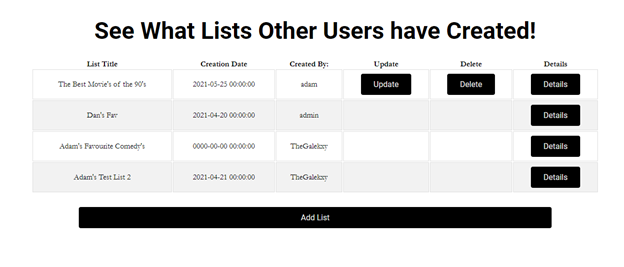 See What Lists Other Users have Created!
List Title Creation Date Created By: Update Delete Details
The Best Movie's of the 90's 2021-05-25 00:00:00 adam Update Delete Details
Dan's Fav 2021-04-20 00:00:00 admin Details
Adam's Favourite Comedy's 0000-00-00 00:00:00 TheGalekxy Details
Adam's Test List 2 2021-04-21 00:00:00 TheGalekxy Details
Add List